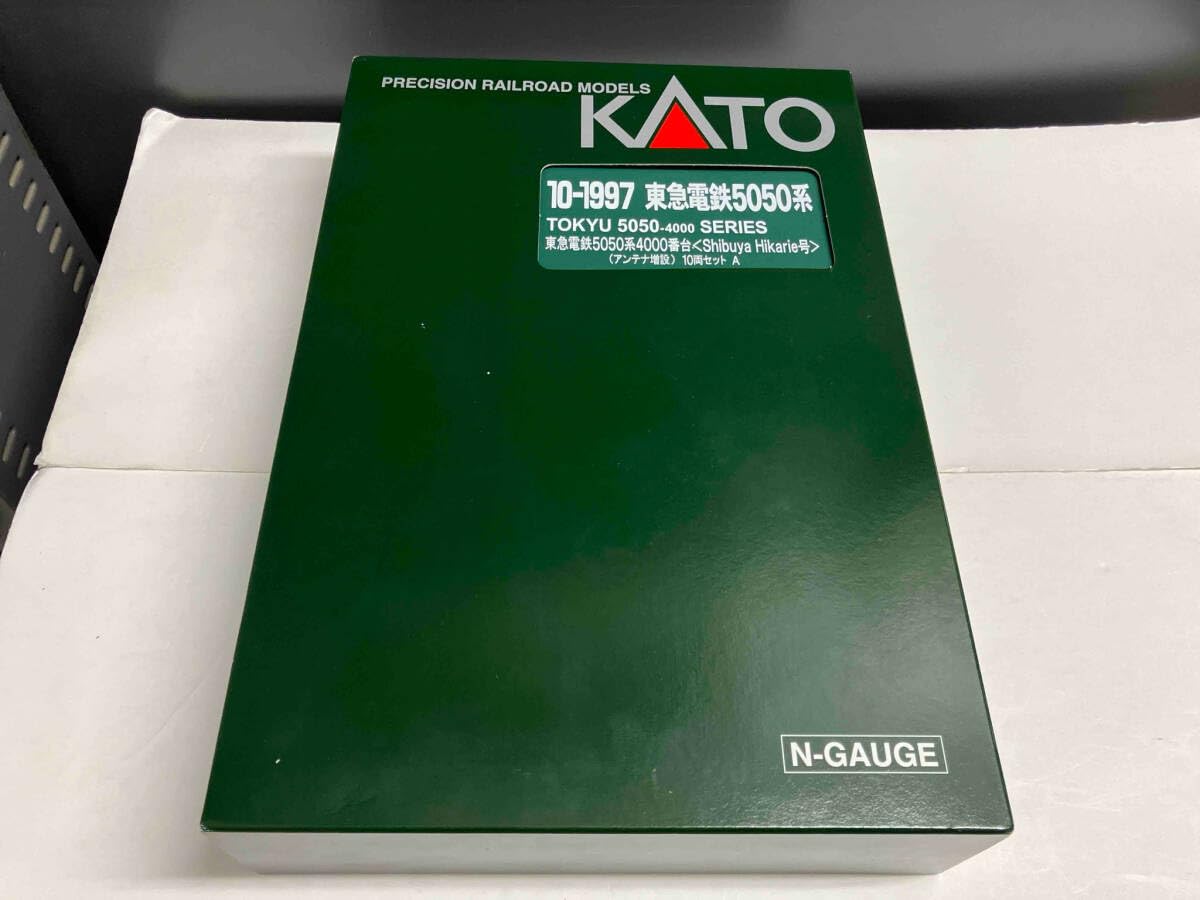 PRECISION RAILROAD MODELS
KATO
10-1997 東急電鉄5050系
TOKYU 5050-4000 SERIES
東急電鉄5050系4000番台<Shibuya Hikarie号>
(アンテナ増設) 10両セット A
N-GAUGE